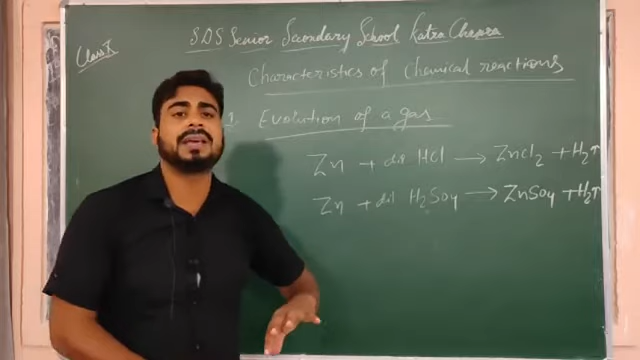 Class X
SDS Senior Secondary School Katra Chapra
Characteristics of chemical reactions
1. Evolution of a gas
Zn + dil HCl → ZnCl₂ + H₂↑
Zn + dil H₂SO₄ → ZnSO₄ + H₂↑